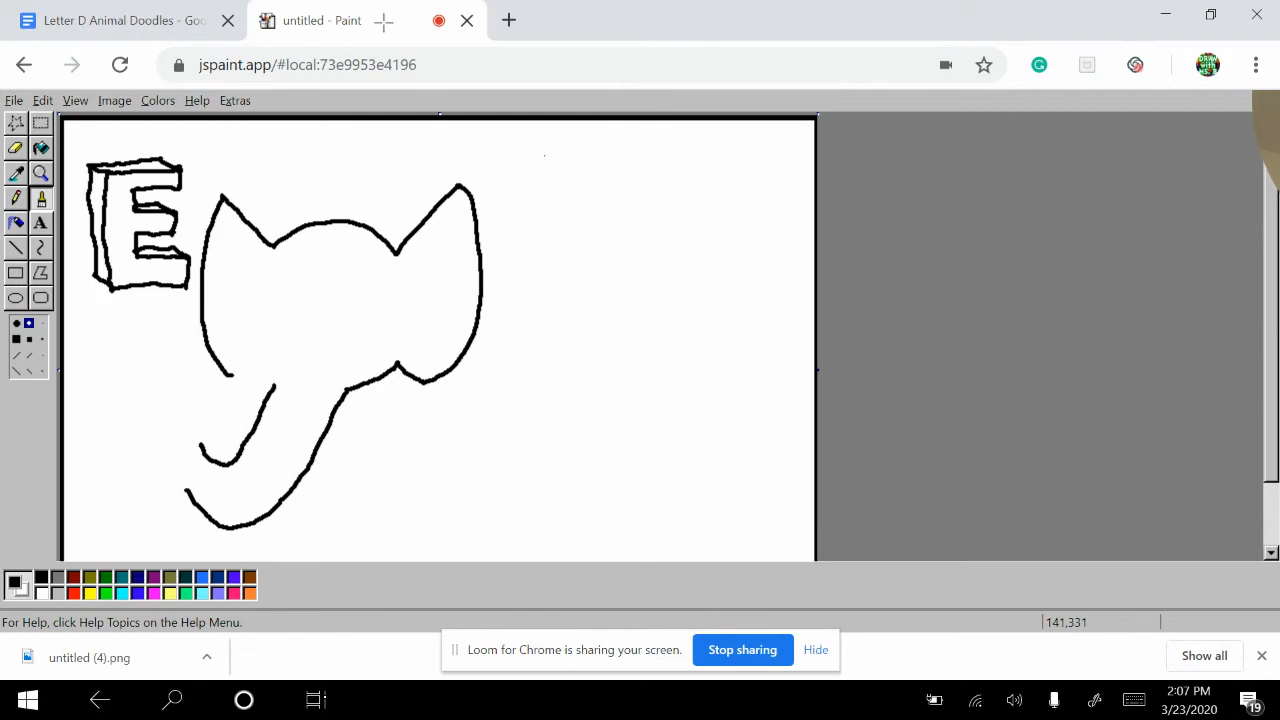 Letter D Animal Doodles - Goo
untitled - Paint
jspaint.app/#local:73e9953e4196
File Edit View Image Colors Help Extras
E
A
For Help, click Help Topics on the Help Menu.
141,331
untitled (4).png
Loom for Chrome is sharing your screen.
Stop sharing
Hide
Show all
2:07 PM
3/23/2020
19